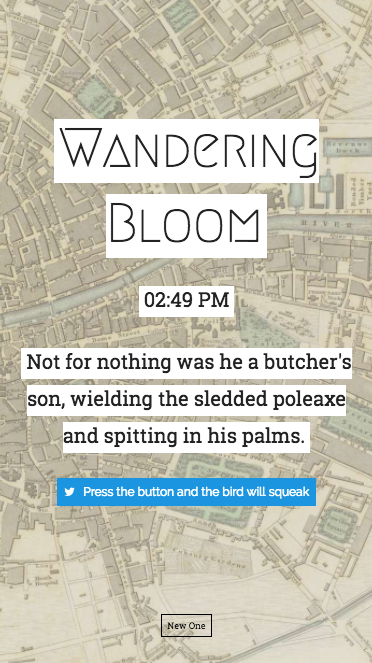 Wandering
Bloom
02:49 PM
Not for nothing was he a butcher's
son, wielding the sledded poleaxe
and spitting in his palms.
Press the button and the bird will squeak
New One
RIVER